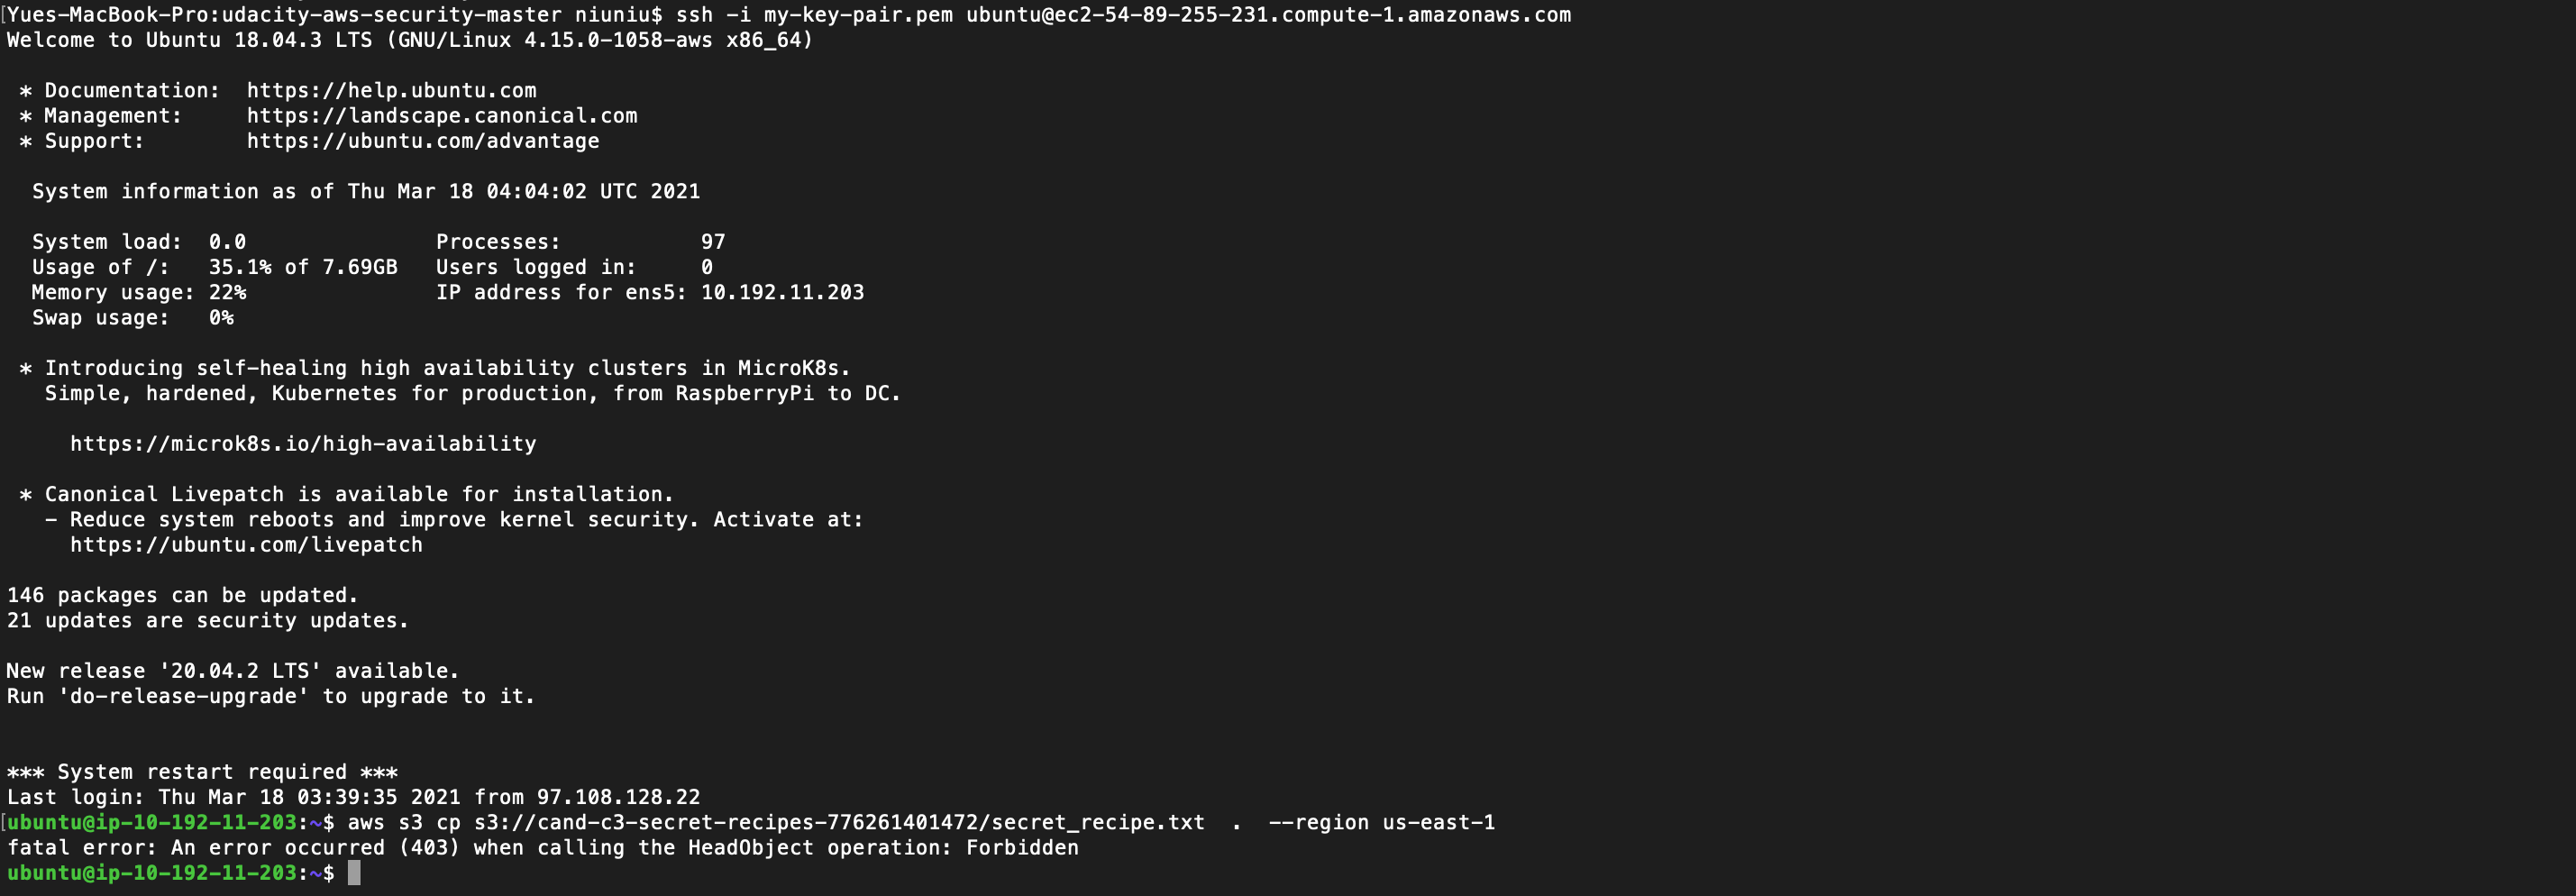 [Yues-MacBook-Pro:udacity-aws-security-master niuniu$ ssh -i my-key-pair.pem ubuntu@ec2-54-89-255-231.compute-1.amazonaws.com
Welcome to Ubuntu 18.04.3 LTS (GNU/Linux 4.15.0-1058-aws x86_64)

 * Documentation:  https://help.ubuntu.com
 * Management:     https://landscape.canonical.com
 * Support:        https://ubuntu.com/advantage

  System information as of Thu Mar 18 04:04:02 UTC 2021

  System load:  0.0               Processes:           97
  Usage of /:   35.1% of 7.69GB   Users logged in:     0
  Memory usage: 22%               IP address for ens5: 10.192.11.203
  Swap usage:   0%

 * Introducing self-healing high availability clusters in MicroK8s.
   Simple, hardened, Kubernetes for production, from RaspberryPi to DC.

     https://microk8s.io/high-availability

 * Canonical Livepatch is available for installation.
   - Reduce system reboots and improve kernel security. Activate at:
     https://ubuntu.com/livepatch

146 packages can be updated.
21 updates are security updates.

New release '20.04.2 LTS' available.
Run 'do-release-upgrade' to upgrade to it.


*** System restart required ***
Last login: Thu Mar 18 03:39:35 2021 from 97.108.128.22
[ubuntu@ip-10-192-11-203:~$ aws s3 cp s3://cand-c3-secret-recipes-776261401472/secret_recipe.txt  .  --region us-east-1
fatal error: An error occurred (403) when calling the HeadObject operation: Forbidden
ubuntu@ip-10-192-11-203:~$